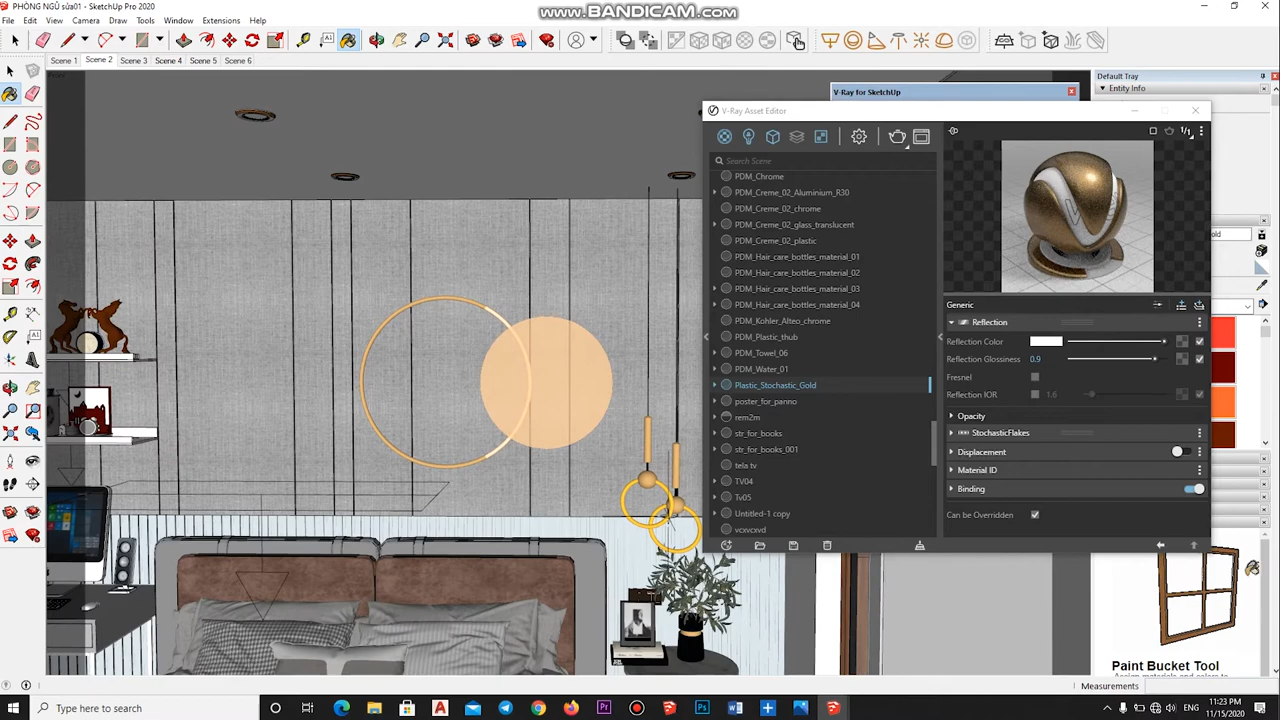 PHÒNG NGỦ sửa01* - SketchUp Pro 2020
www.BANDICAM.com
File Edit View Camera Draw Tools Window Extensions Help
Scene 1 Scene 2 Scene 3 Scene 4 Scene 5 Scene 6
Default Tray
Entity Info
V-Ray for SketchUp
V-Ray Asset Editor
1/1
Search Scene
PDM_Chrome
PDM_Creme_02_Aluminium_R30
PDM_Creme_02_chrome
PDM_Creme_02_glass_translucent
PDM_Creme_02_plastic
PDM_Hair_care_bottles_material_01
PDM_Hair_care_bottles_material_02
PDM_Hair_care_bottles_material_03
PDM_Hair_care_bottles_material_04
PDM_Kohler_Alteo_chrome
PDM_Plastic_thub
PDM_Towel_06
PDM_Water_01
Plastic_Stochastic_Gold
poster_for_panno
rem2m
str_for_books
str_for_books_001
tela tv
TV04
Tv05
Untitled-1 copy
vcxvcxvd
Generic
Reflection
Reflection Color
Reflection Glossiness 0.9
Fresnel
Reflection IOR 1.6
Opacity
StochasticFlakes
Displacement
Material ID
Binding
Can be Overridden
old
Paint Bucket Tool
Measurements
Type here to search
ENG
11:23 PM
11/15/2020